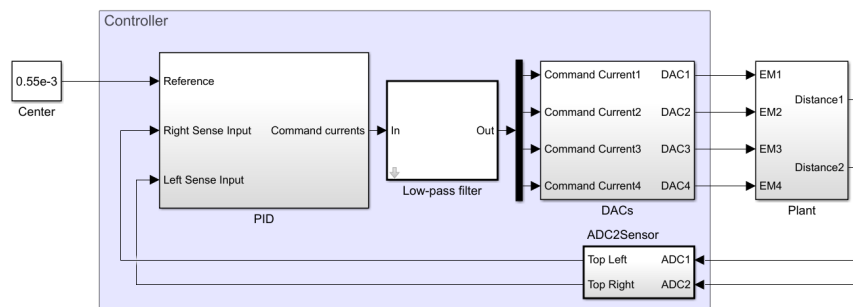 Controller
0.55e-3
Center
Reference
Right Sense Input
Left Sense Input
Command currents
PID
In
Out
Low-pass filter
Command Current1 DAC1
Command Current2 DAC2
Command Current3 DAC3
Command Current4 DAC4
DACs
EM1
EM2
EM3
EM4
Distance1
Distance2
Plant
ADC2Sensor
Top Left ADC1
Top Right ADC2